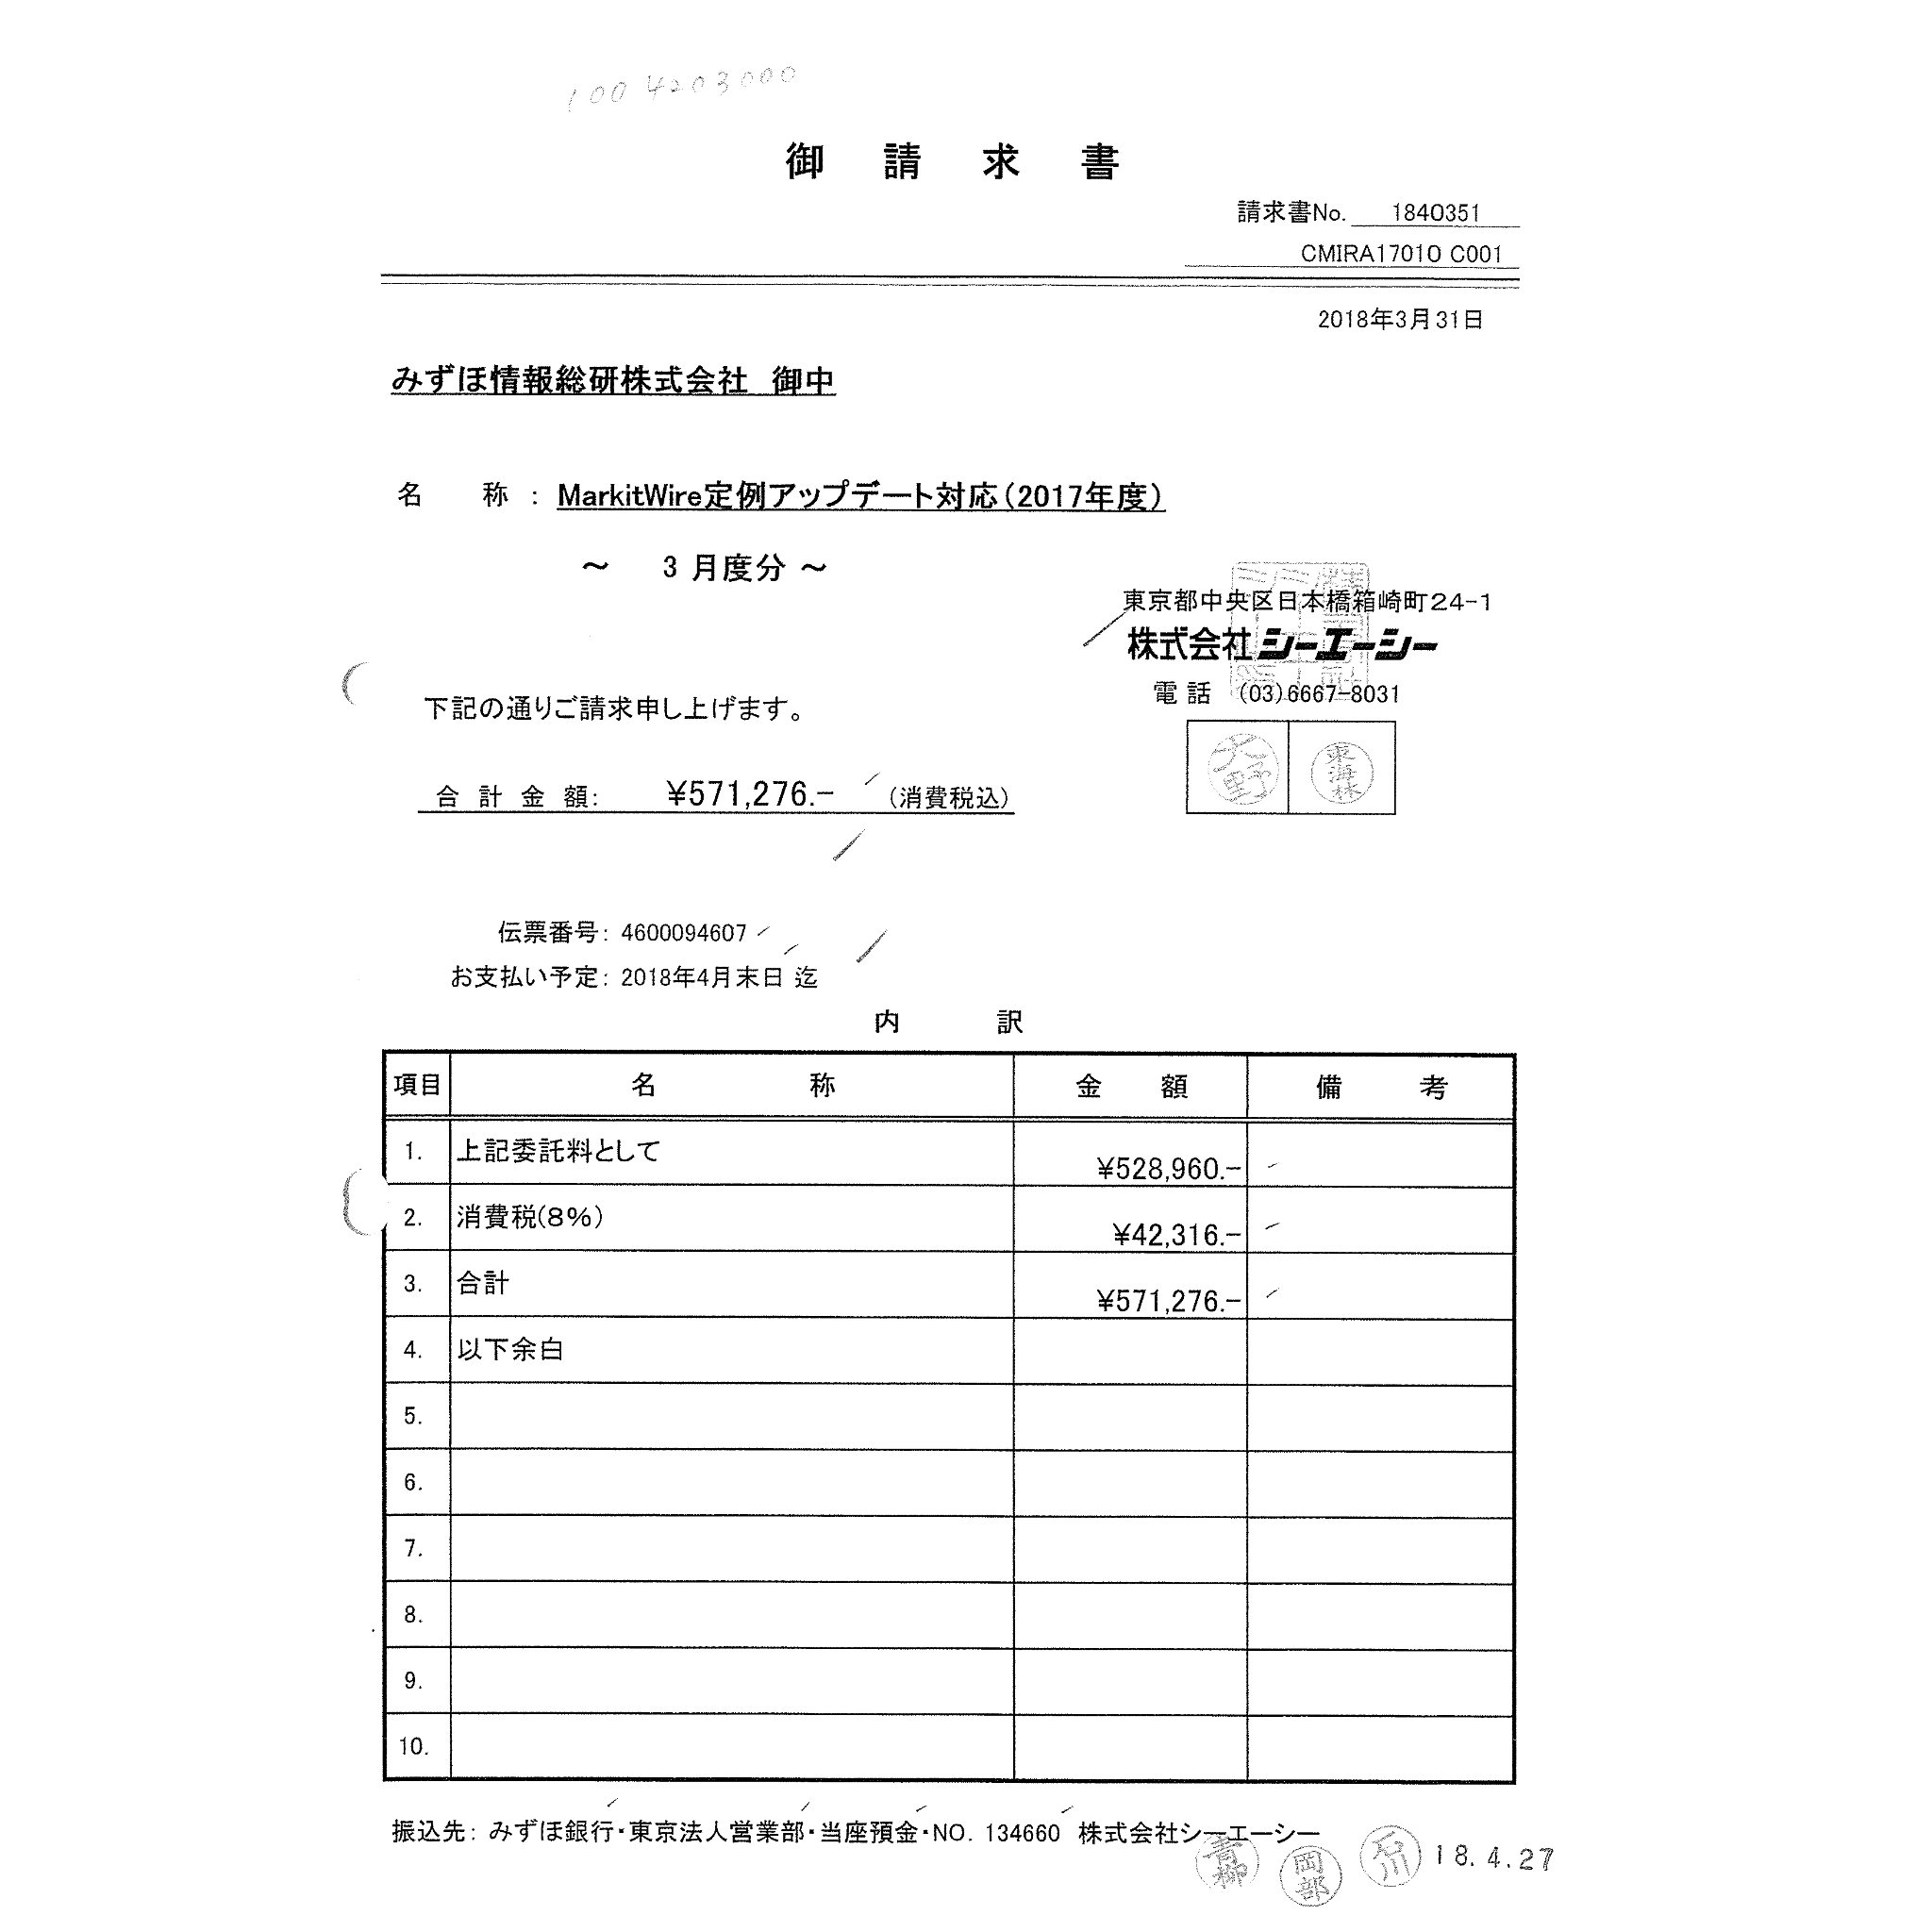 1004203000
御 請 求 書
請求書No. 1840351
CMIRA17010 C001
2018年3月31日
みずほ情報総研株式会社 御中
名 称 : MarkitWire定例アップデート対応(2017年度)
～ 3 月度分 ～
東京都中央区日本橋箱崎町24-1
株式会社シーエーシー
電 話 (03)6667-8031
下記の通りご請求申し上げます。
大野 東海林
合 計 金 額: ¥571,276.- (消費税込)
伝票番号: 4600094607
お支払い予定: 2018年4月末日 迄
内 訳
項目 名 称 金 額 備 考
1. 上記委託料として ¥528,960.-
2. 消費税(8%) ¥42,316.-
3. 合計 ¥571,276.-
4. 以下余白
5.
6.
7.
8.
9.
10.
振込先: みずほ銀行・東京法人営業部・当座預金・NO. 134660 株式会社シーエーシー
青柳 岡部 石川 18.4.27